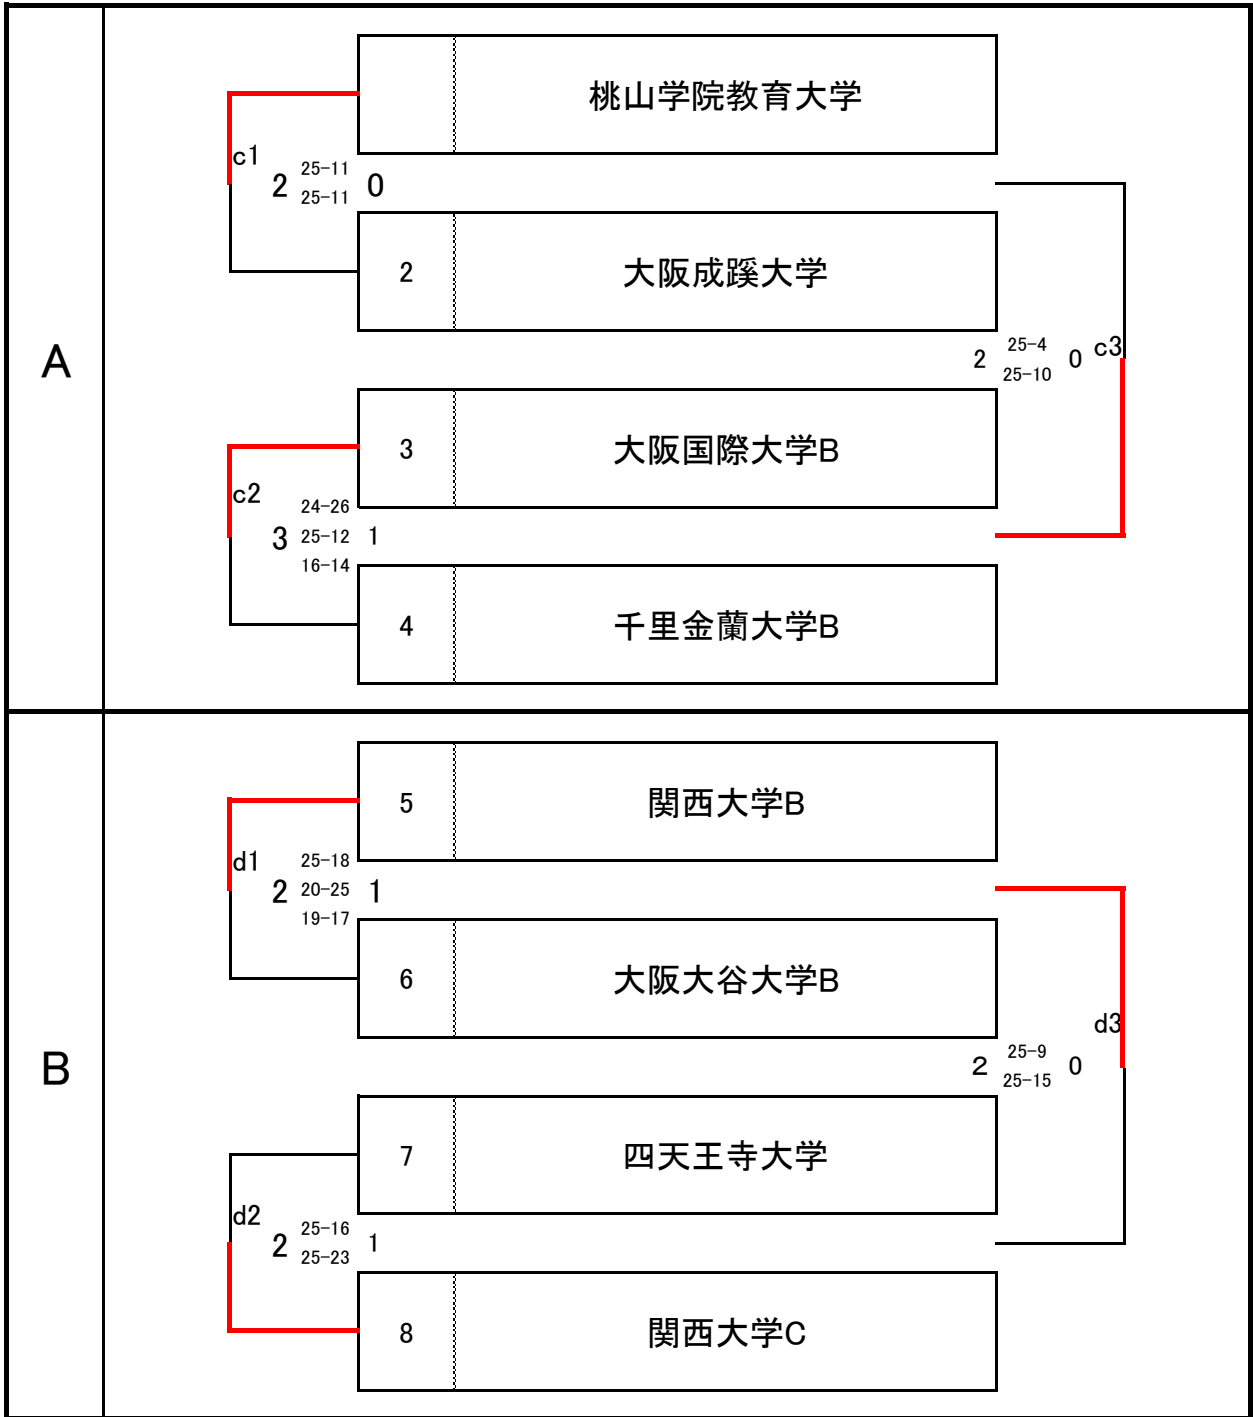 A
桃山学院教育大学
c1
2 25-11 0
25-11
2 大阪成蹊大学
2 25-4 0 c3
25-10
3 大阪国際大学B
c2
24-26
3 25-12 1
16-14
4 千里金蘭大学B
B
5 関西大学B
d1
25-18
2 20-25 1
19-17
6 大阪大谷大学B
d3
2 25-9 0
25-15
7 四天王寺大学
d2
2 25-16 1
25-23
8 関西大学C